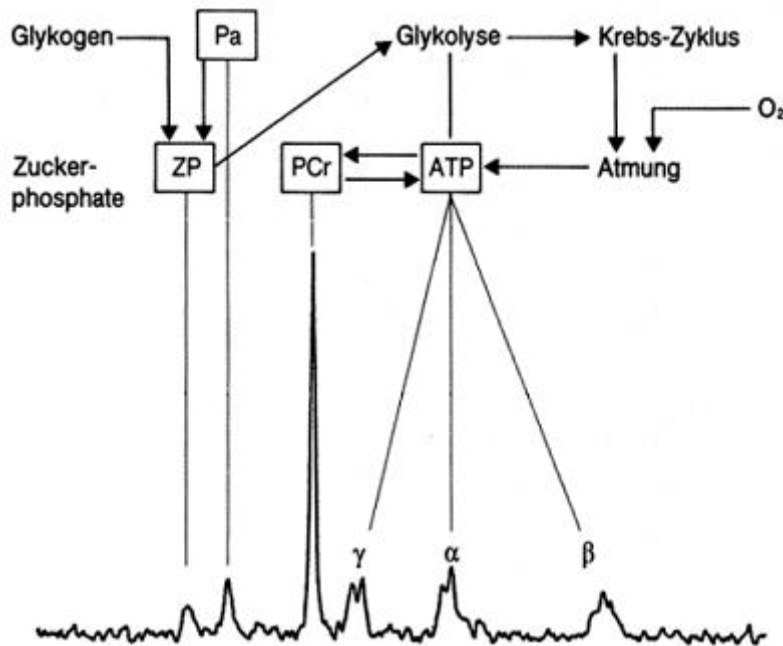 Glykogen
Pa
Glykolyse
Krebs-Zyklus
O₂
Zucker-
phosphate
ZP
PCr
ATP
Atmung
γ
α
β